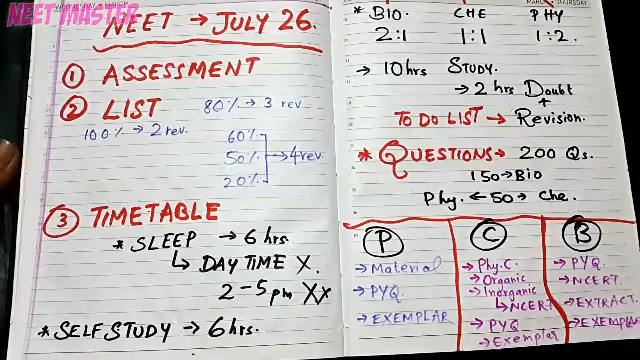 NEET MASTER
WEDNESDAY
NEET → JULY 26.
① ASSESSMENT
② LIST 80% → 3 rev.
100% → 2 rev.
60%
50% → 4 rev.
20%
③ TIMETABLE
* SLEEP → 6 hrs.
↳ DAY TIME X.
2-5 pm XX
* SELF STUDY → 6 hrs.
THURSDAY
* BIO. CHE PHY
2:1 1:1 1:2.
→ 10 hrs STUDY.
→ 2 hrs Doubt
+
TO DO LIST → Revision.
* QUESTIONS → 200 Qs.
150 → Bio
Phy. ← 50 → Che.
P
→ Material
→ PYQ.
→ EXEMPLAR
C
→ Phy. C
→ Organic
→ Inorganic
↳ NCERT
→ PYQ
→ Exemplar
B
→ PYQ.
→ NCERT.
→ EXTRACT.
→ EXEMPLAR